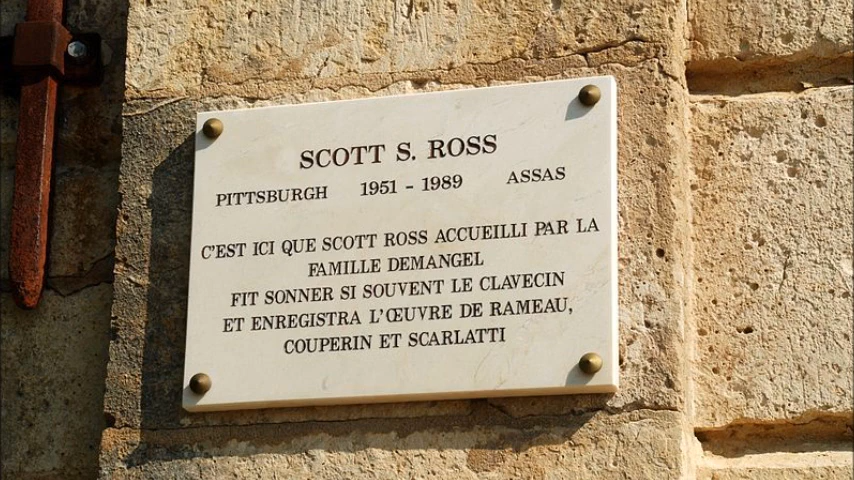 SCOTT S. ROSS
PITTSBURGH 1951 - 1989 ASSAS
C'EST ICI QUE SCOTT ROSS ACCUEILLI PAR LA
FAMILLE DEMANGEL
FIT SONNER SI SOUVENT LE CLAVECIN
ET ENREGISTRA L'ŒUVRE DE RAMEAU,
COUPERIN ET SCARLATTI